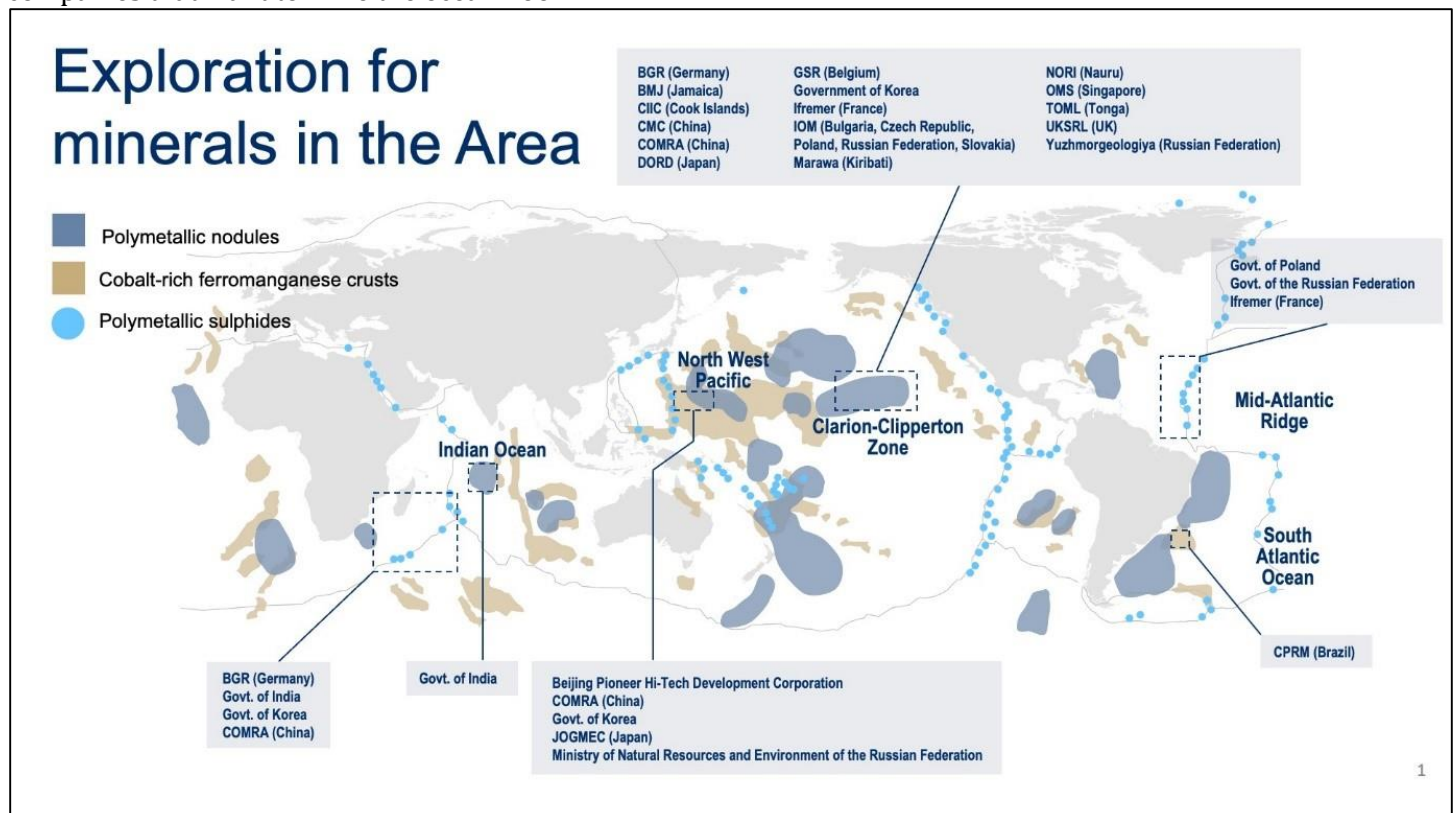 Exploration for
minerals in the Area
Polymetallic nodules
Cobalt-rich ferromanganese crusts
Polymetallic sulphides
BGR (Germany)
BMJ (Jamaica)
CIIC (Cook Islands)
CMC (China)
COMRA (China)
DORD (Japan)
GSR (Belgium)
Government of Korea
Ifremer (France)
IOM (Bulgaria, Czech Republic,
Poland, Russian Federation, Slovakia)
Marawa (Kiribati)
NORI (Nauru)
OMS (Singapore)
TOML (Tonga)
UKSRL (UK)
Yuzhmorgeologiya (Russian Federation)
Govt. of Poland
Govt. of the Russian Federation
Ifremer (France)
North West
Pacific
Clarion-Clipperton
Zone
Mid-Atlantic
Ridge
Indian Ocean
South
Atlantic
Ocean
BGR (Germany)
Govt. of India
Govt. of Korea
COMRA (China)
Govt. of India
Beijing Pioneer Hi-Tech Development Corporation
COMRA (China)
Govt. of Korea
JOGMEC (Japan)
Ministry of Natural Resources and Environment of the Russian Federation
CPRM (Brazil)
1